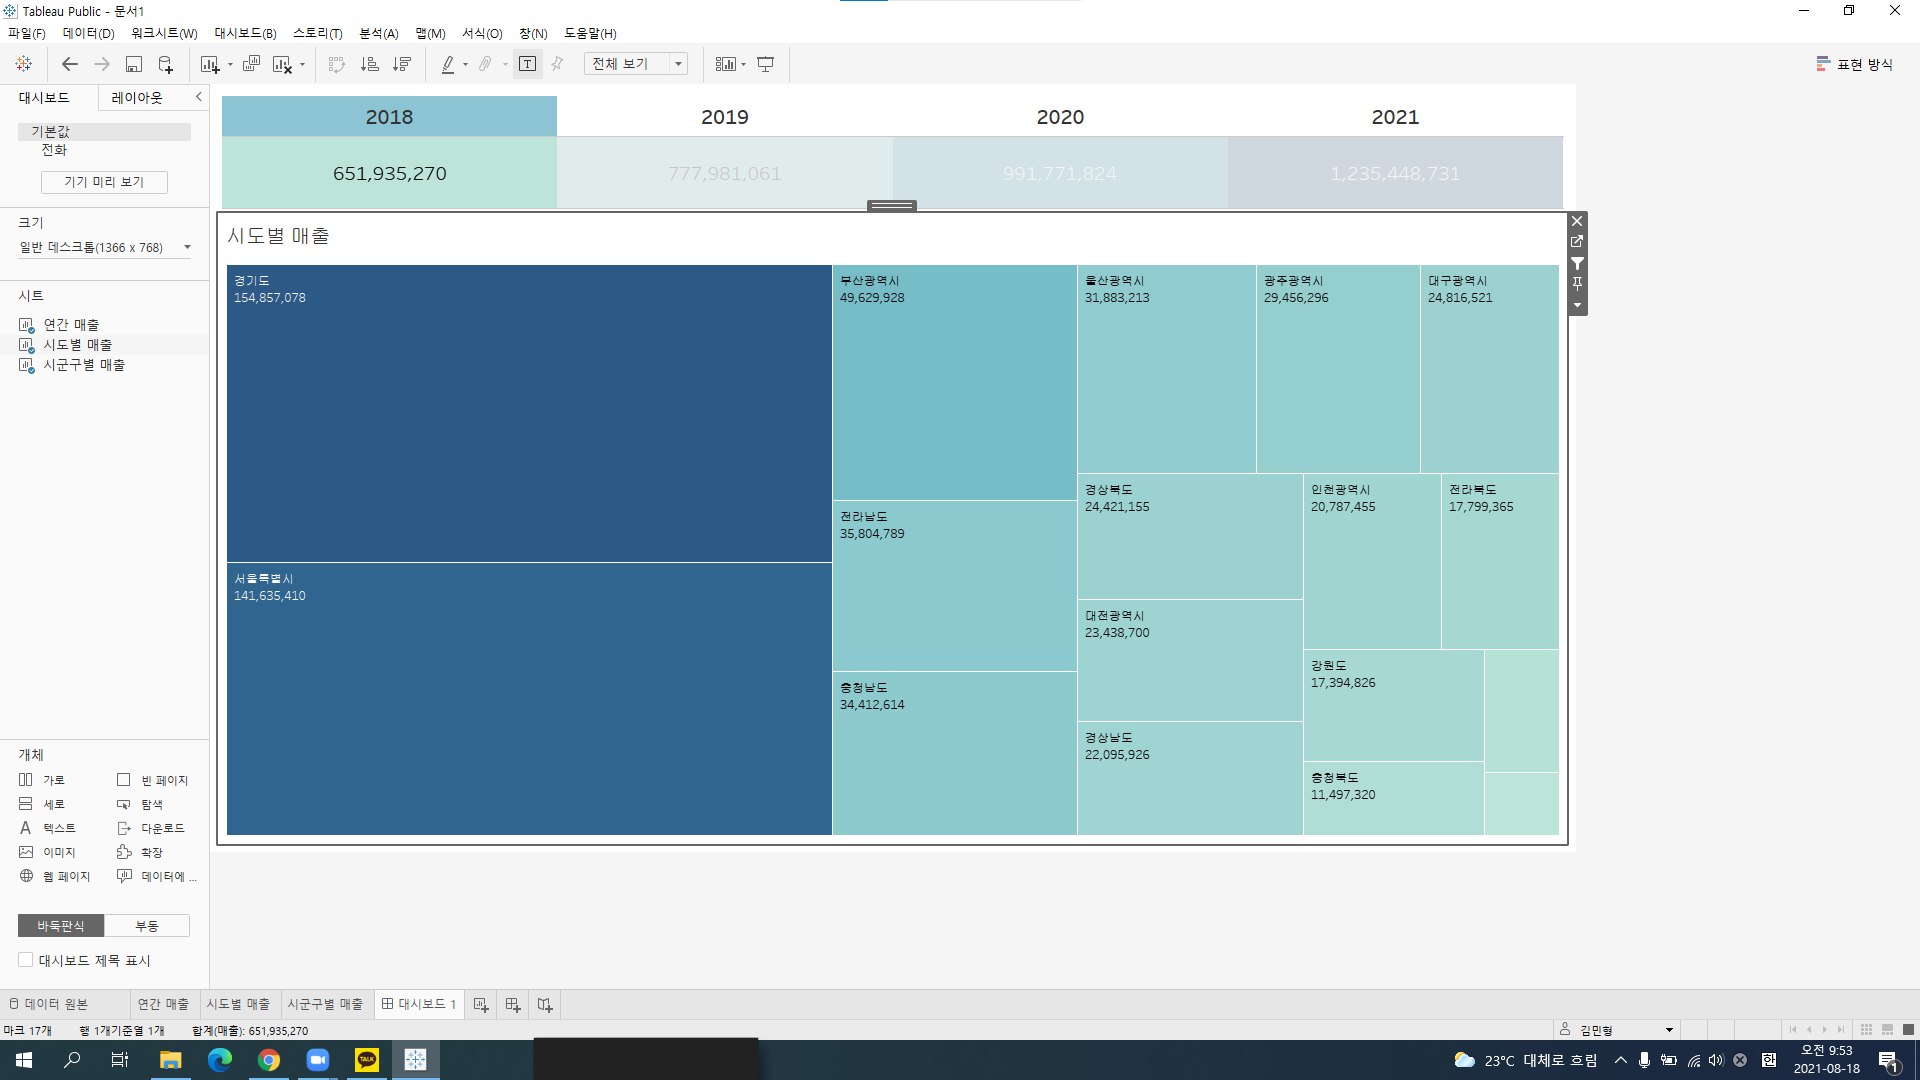 Tableau Public - 문서1
파일(F) 데이터(D) 워크시트(W) 대시보드(B) 스토리(T) 분석(A) 맵(M) 서식(O) 창(N) 도움말(H)
전체 보기
표현 방식
대시보드 레이아웃
기본값
전화
기기 미리 보기
크기
일반 데스크톱(1366 x 768)
시트
연간 매출
시도별 매출
시군구별 매출
개체
가로 빈 페이지
세로 탐색
텍스트 다운로드
이미지 확장
웹 페이지 데이터에 ...
바둑판식 부동
대시보드 제목 표시
2018 2019 2020 2021
651,935,270 777,981,061 991,771,824 1,235,448,731
시도별 매출
경기도
154,857,078
서울특별시
141,635,410
부산광역시
49,629,928
전라남도
35,804,789
충청남도
34,412,614
울산광역시
31,883,213
광주광역시
29,456,296
대구광역시
24,816,521
경상북도
24,421,155
대전광역시
23,438,700
경상남도
22,095,926
인천광역시
20,787,455
전라북도
17,799,365
강원도
17,394,826
충청북도
11,497,320
데이터 원본 연간 매출 시도별 매출 시군구별 매출 대시보드 1
마크 17개 행 1개기준열 1개 합계(매출): 651,935,270
김민형
TALK
23°C 대체로 흐림
한
오전 9:53
2021-08-18
1